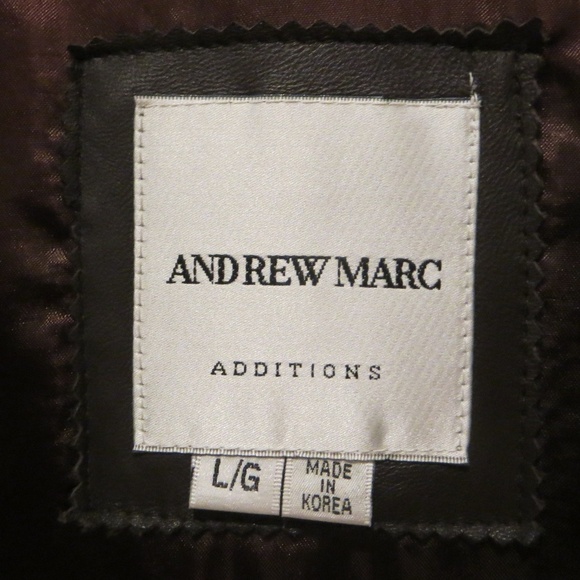 ANDREW MARC
ADDITIONS
L/G
MADE
IN
KOREA